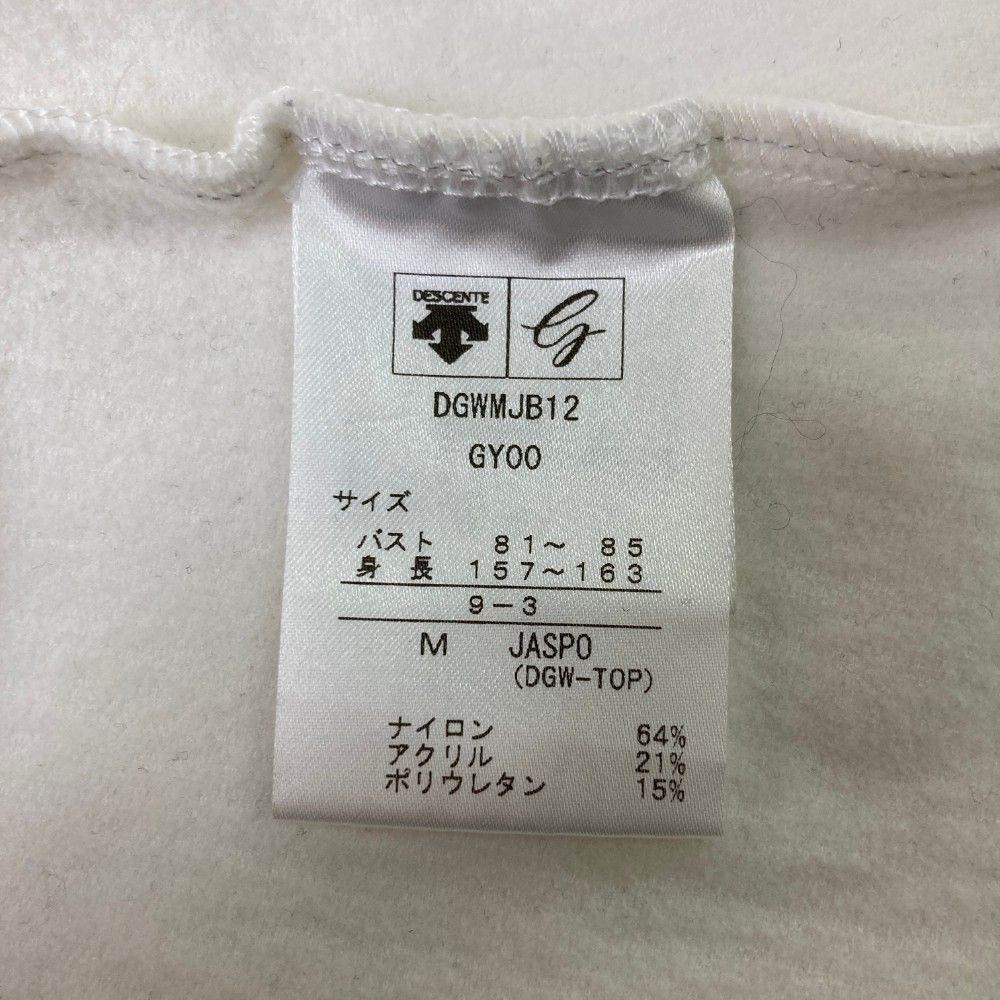 DESCENTE G
DGWMJB12
GY00
サイズ
バスト 81～ 85
身長 157～163
9－3
M JASPO
(DGW-TOP)
ナイロン 64%
アクリル 21%
ポリウレタン 15%